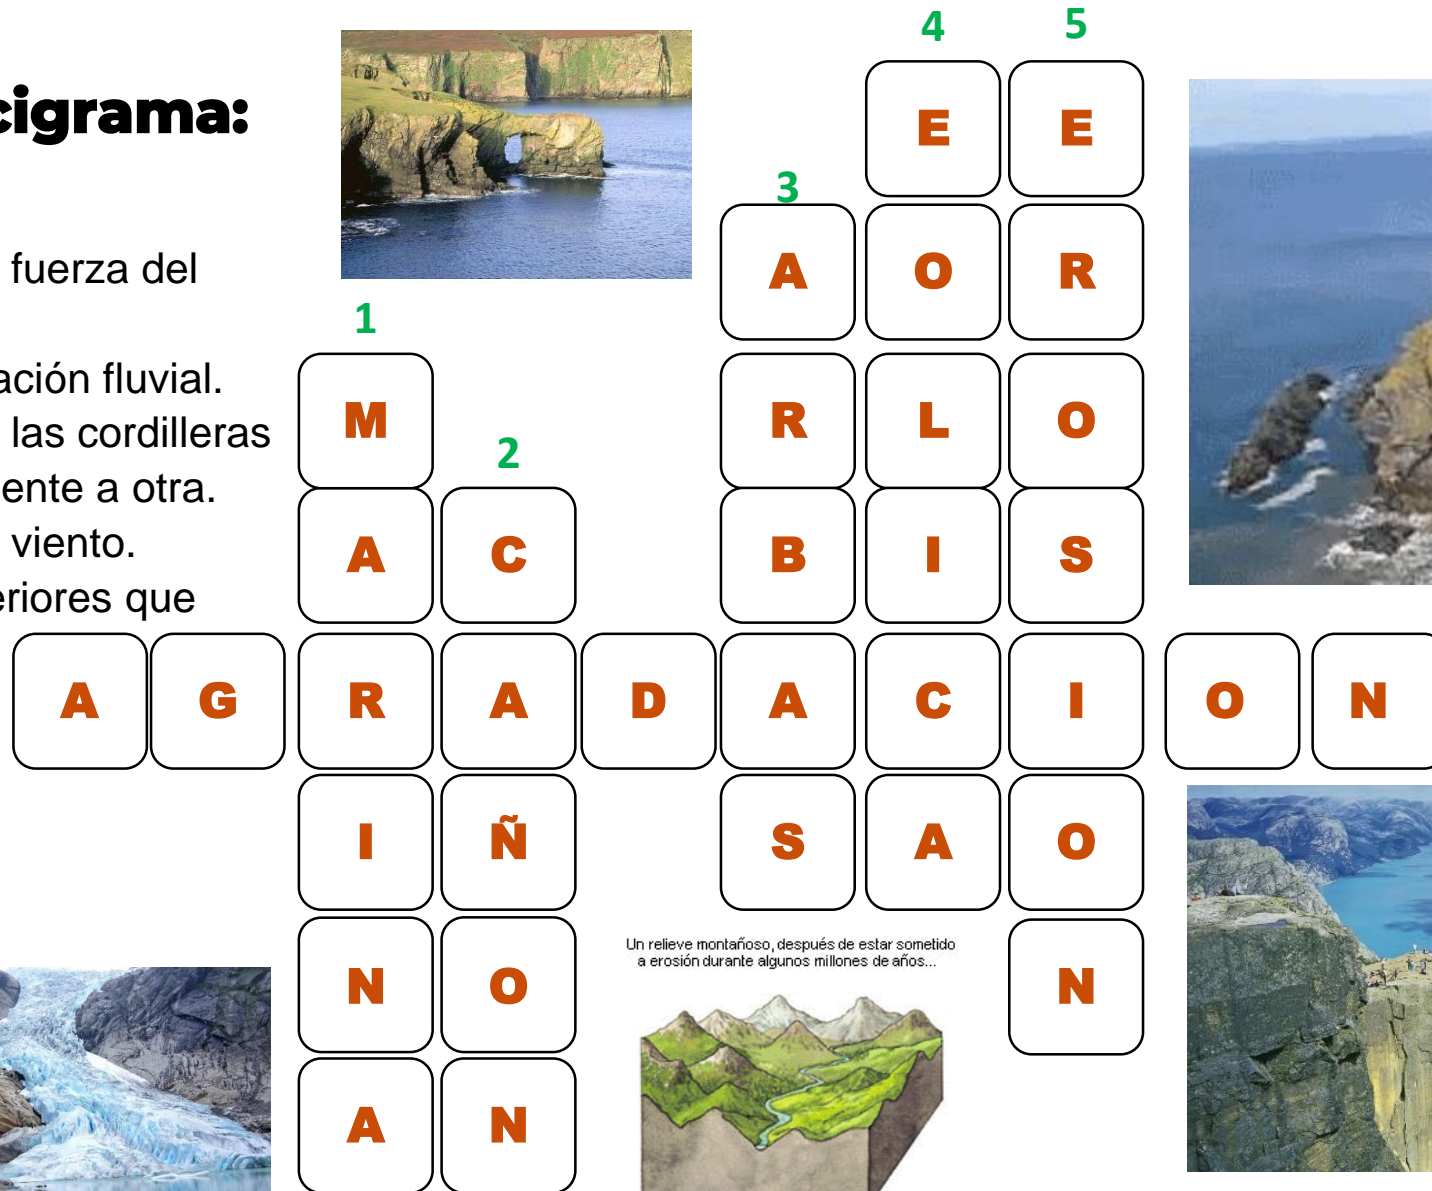 cigrama:
fuerza del
ación fluvial.
las cordilleras
ente a otra.
viento.
eriores que
4 5
E E
3
A O R
1
M R L O
2
A C B I S
A G R A D A C I O N
I Ñ S A O
N O N
A N
Un relieve montañoso, después de estar sometido
a erosión durante algunos millones de años...